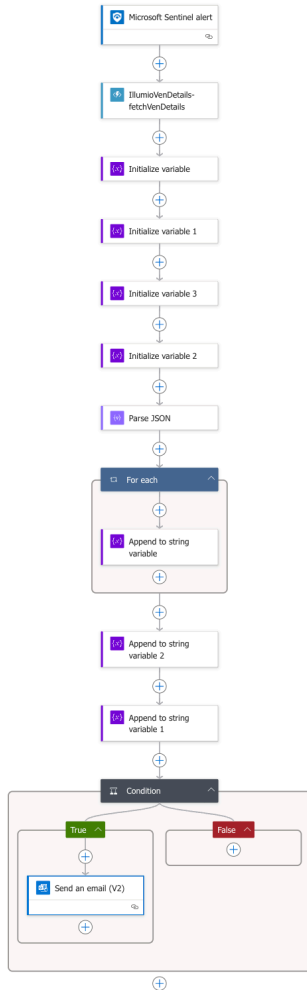 Microsoft Sentinel alert
IllumioVenDetails-
fetchVenDetails
Initialize variable
Initialize variable 1
Initialize variable 3
Initialize variable 2
Parse JSON
For each
Append to string
variable
Append to string
variable 2
Append to string
variable 1
Condition
True
False
Send an email (V2)